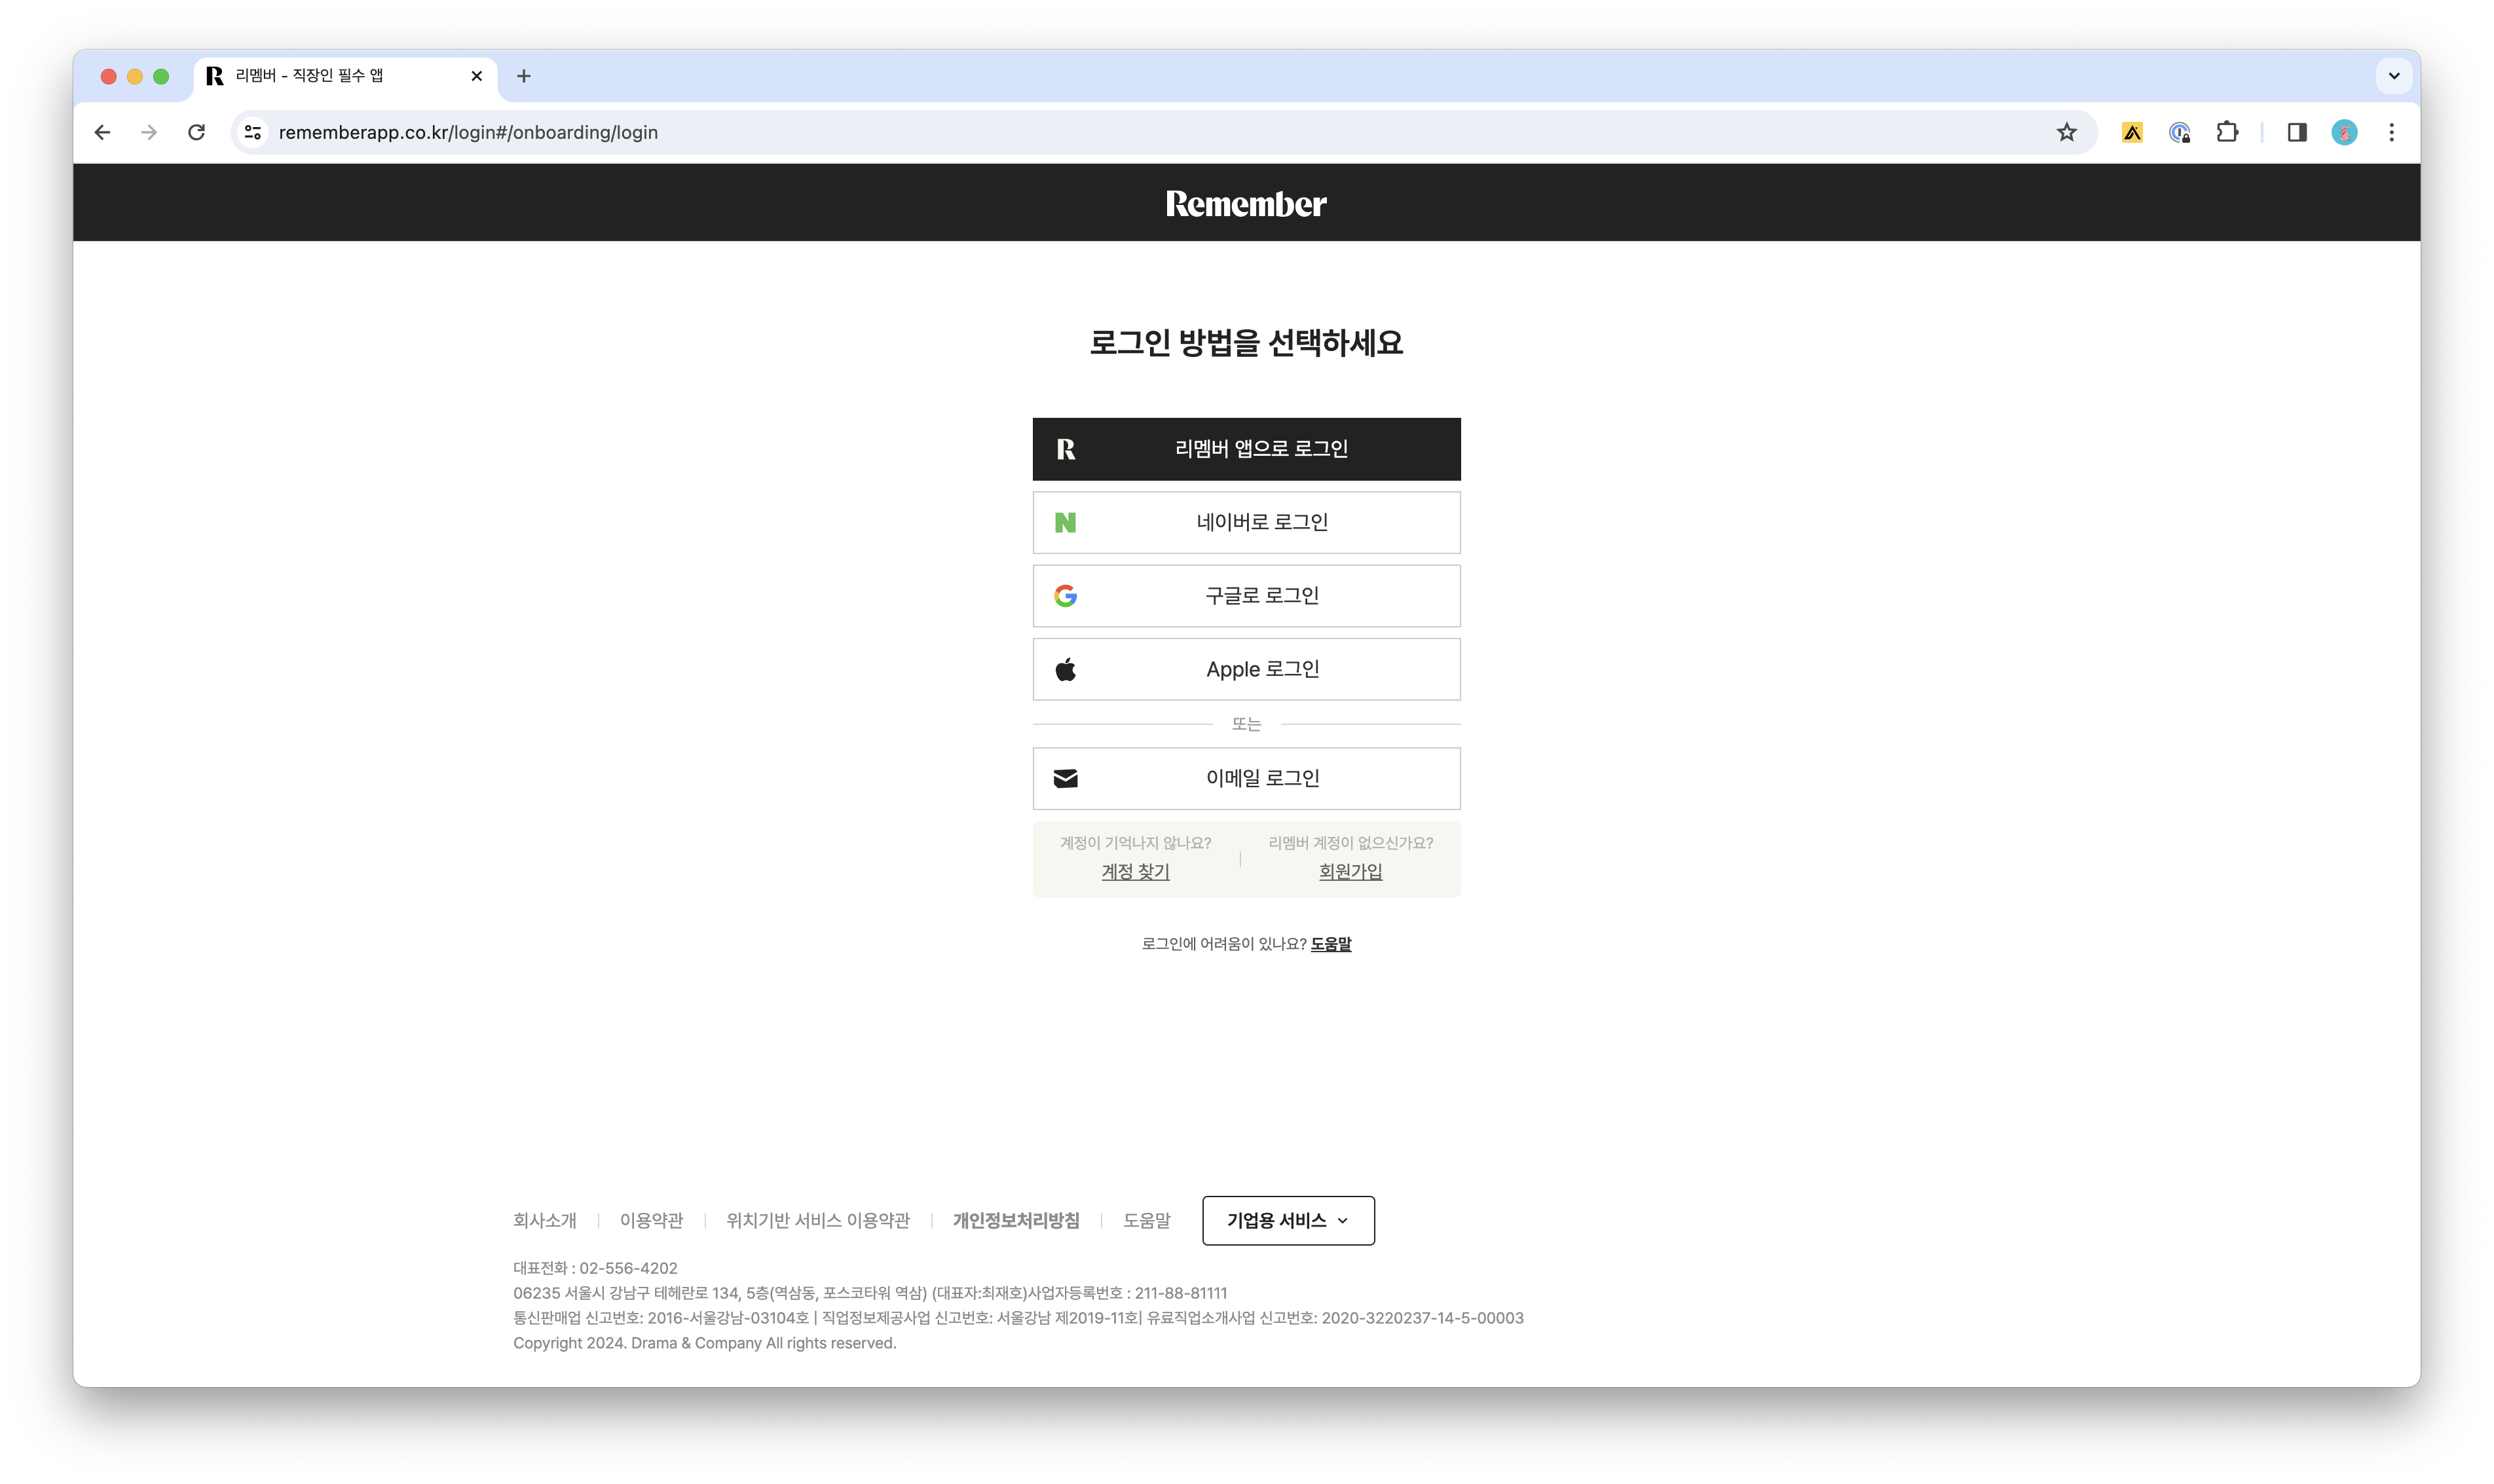 리멤버 - 직장인 필수 앱
rememberapp.co.kr/login#/onboarding/login
Remember
로그인 방법을 선택하세요
R 리멤버 앱으로 로그인
N 네이버로 로그인
G 구글로 로그인
Apple 로그인
또는
이메일 로그인
계정이 기억나지 않나요? 리멤버 계정이 없으신가요?
계정 찾기 | 회원가입
로그인에 어려움이 있나요? 도움말
회사소개 | 이용약관 | 위치기반 서비스 이용약관 | 개인정보처리방침 | 도움말 기업용 서비스
대표전화 : 02-556-4202
06235 서울시 강남구 테헤란로 134, 5층(역삼동, 포스코타워 역삼) (대표자:최재호)사업자등록번호 : 211-88-81111
통신판매업 신고번호: 2016-서울강남-03104호 | 직업정보제공사업 신고번호: 서울강남 제2019-11호| 유료직업소개사업 신고번호: 2020-3220237-14-5-00003
Copyright 2024. Drama & Company All rights reserved.